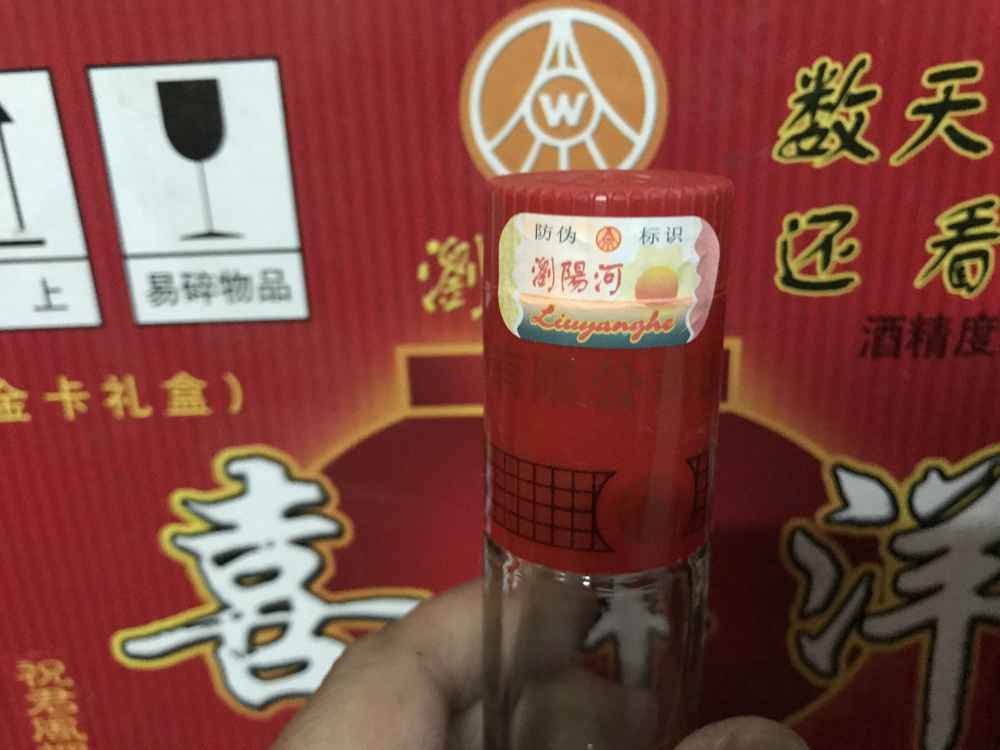 W
数天
还看
酒精度
上
易碎物品
瀏
金卡礼盒）
喜
洋
防伪 标识
瀏陽河
Liuyanghe